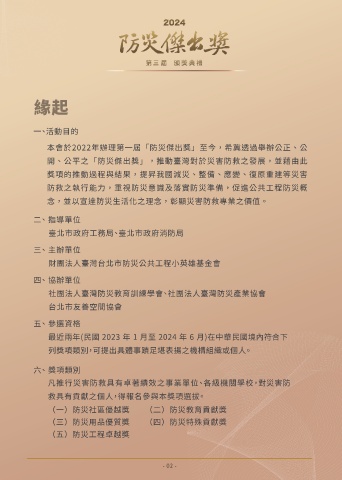 2024
防災傑出獎
第三屆 頒獎典禮
緣起
一、活動目的
本會於2022年辦理第一屆「防災傑出獎」至今,希冀透過舉辦公正、公
開、公平之「防災傑出獎」,推動臺灣對於災害防救之發展,並藉由此
獎項的推動過程與結果,提昇我國減災、整備、應變、復原重建等災害
防救之執行能力,重視防災意識及落實防災準備,促進公共工程防災概
念,並以宣達防災生活化之理念,彰顯災害防救專業之價值。
二、指導單位
臺北市政府工務局、臺北市政府消防局
三、主辦單位
財團法人臺灣台北市防災公共工程小英雄基金會
四、協辦單位
社團法人臺灣防災教育訓練學會、社團法人臺灣防災產業協會
台北市友善空間協會
五、參選資格
最近兩年(民國 2023 年 1 月至 2024 年 6 月)在中華民國境內符合下
列獎項類別,可提出具體事蹟足堪表揚之機構組織或個人。
六、獎項類別
凡推行災害防救具有卓著績效之事業單位、各級機關學校,對災害防
救具有貢獻之個人,得報名參與本獎項選拔。
(一)防災社區優越獎 (二)防災教育貢獻獎
(三)防災用品優質獎 (四)防災特殊貢獻獎
(五)防災工程卓越獎
- 03 -